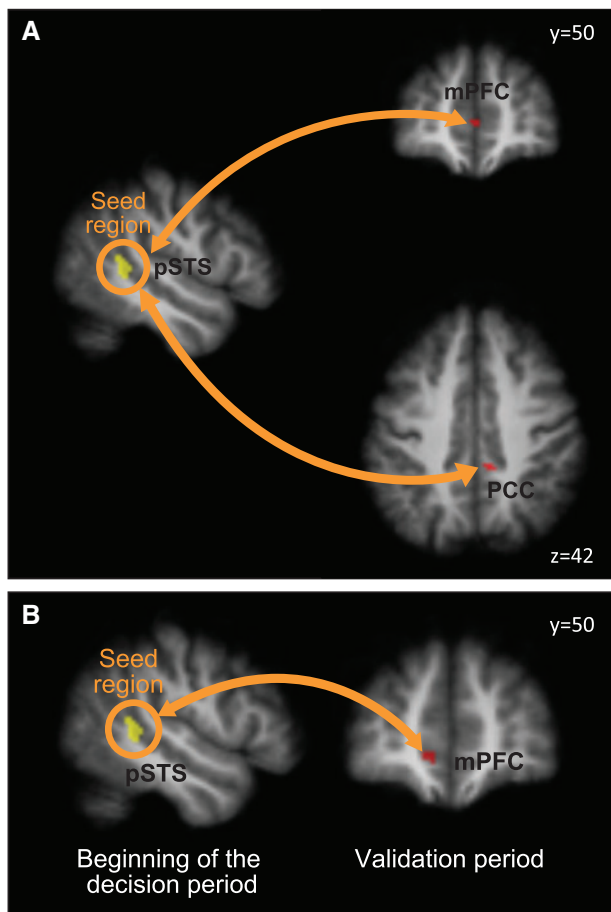 A
y=50
mPFC
Seed
region
pSTS
PCC
z=42
B
y=50
Seed
region
mPFC
pSTS
Beginning of the
decision period
Validation period